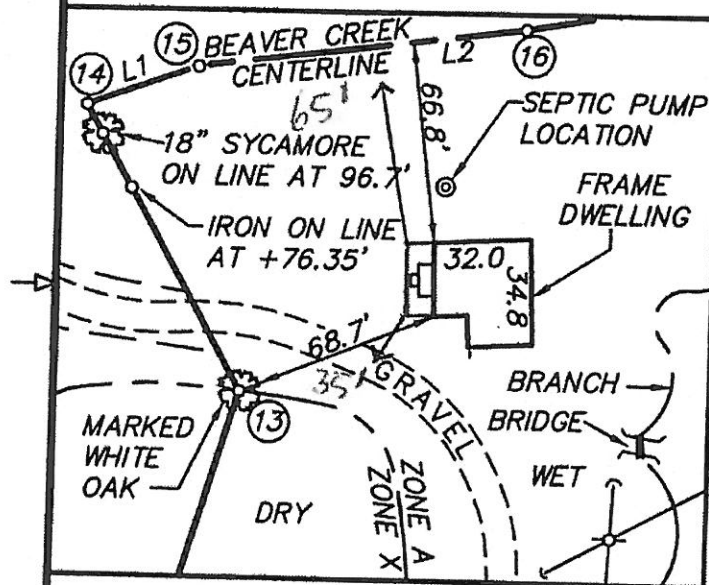 15
BEAVER CREEK
16
14
L1
CENTERLINE
L2
65'
66.8'
SEPTIC PUMP
LOCATION
18" SYCAMORE
ON LINE AT 96.7'
FRAME
DWELLING
IRON ON LINE
AT +76.35'
32.0
34.8
68.7'
35'
GRAVEL
BRANCH
BRIDGE
13
MARKED
WHITE
OAK
WET
DRY
ZONE A
ZONE X